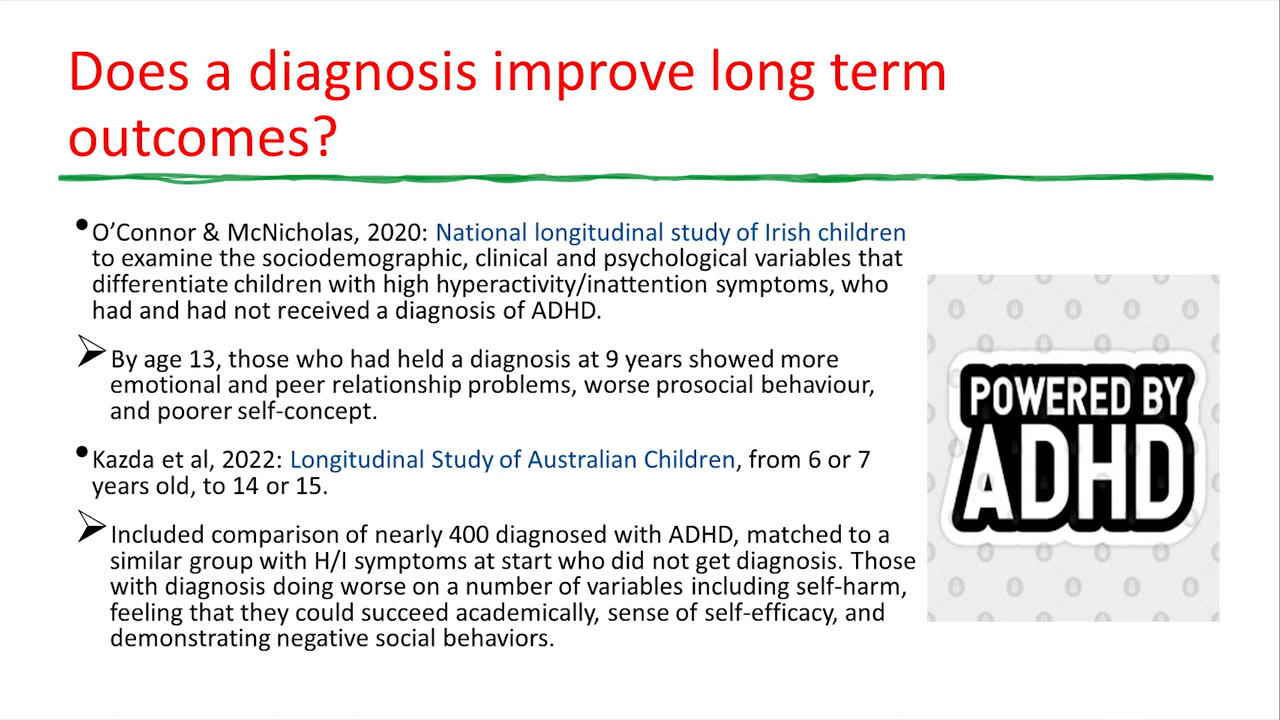 Does a diagnosis improve long term
outcomes?
•O’Connor & McNicholas, 2020: National longitudinal study of Irish children
to examine the sociodemographic, clinical and psychological variables that
differentiate children with high hyperactivity/inattention symptoms, who
had and had not received a diagnosis of ADHD.
➢By age 13, those who had held a diagnosis at 9 years showed more
emotional and peer relationship problems, worse prosocial behaviour,
and poorer self-concept.
•Kazda et al, 2022: Longitudinal Study of Australian Children, from 6 or 7
years old, to 14 or 15.
➢Included comparison of nearly 400 diagnosed with ADHD, matched to a
similar group with H/I symptoms at start who did not get diagnosis. Those
with diagnosis doing worse on a number of variables including self-harm,
feeling that they could succeed academically, sense of self-efficacy, and
demonstrating negative social behaviors.
POWERED BY
ADHD